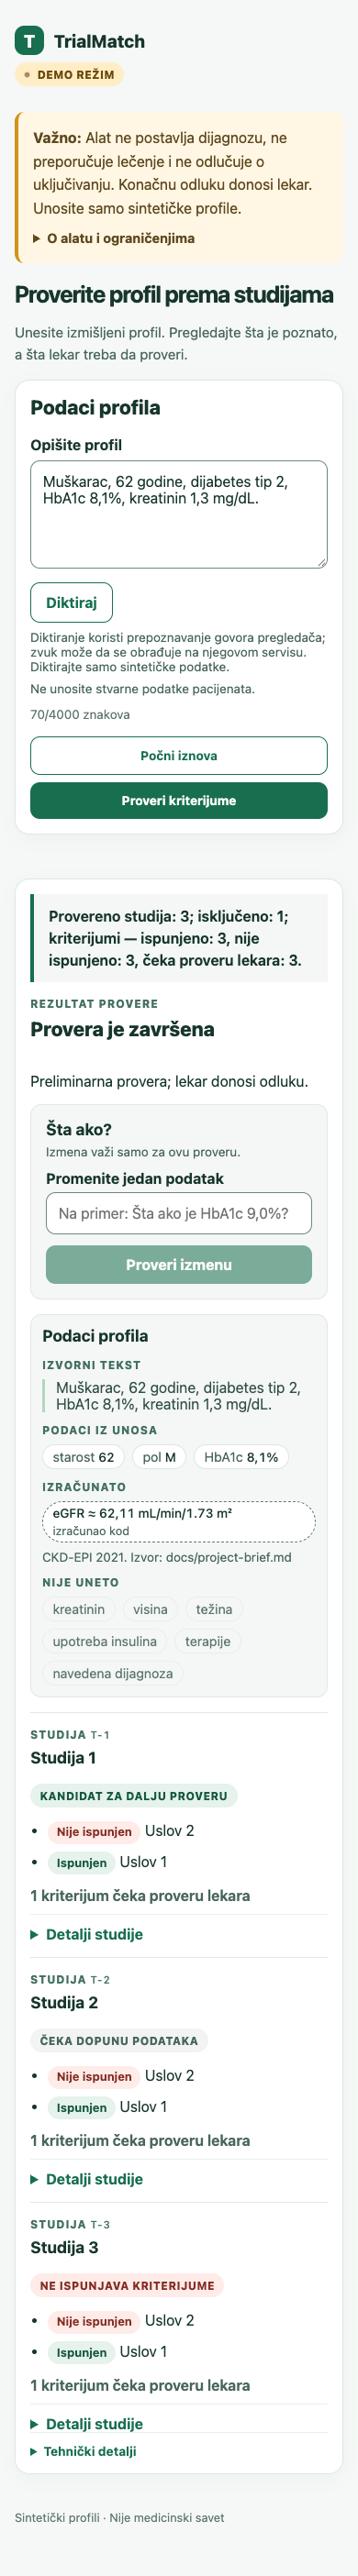 T TrialMatch
DEMO REŽIM
Važno: Alat ne postavlja dijagnozu, ne
preporučuje lečenje i ne odlučuje o
uključivanju. Konačnu odluku donosi lekar.
Unosite samo sintetičke profile.
O alatu i ograničenjima
Proverite profil prema studijama
Unesite izmišljeni profil. Pregledajte šta je poznato,
a šta lekar treba da proveri.
Podaci profila
Opišite profil
Muškarac, 62 godine, dijabetes tip 2,
HbA1c 8,1%, kreatinin 1,3 mg/dL.
Diktiraj
Diktiranje koristi prepoznavanje govora pregledača;
zvuk može da se obrađuje na njegovom servisu.
Diktirajte samo sintetičke podatke.
Ne unosite stvarne podatke pacijenata.
70/4000 znakova
Počni iznova
Proveri kriterijume
Provereno studija: 3; isključeno: 1;
kriterijumi — ispunjeno: 3, nije
ispunjeno: 3, čeka proveru lekara: 3.
REZULTAT PROVERE
Provera je završena
Preliminarna provera; lekar donosi odluku.
Šta ako?
Izmena važi samo za ovu proveru.
Promenite jedan podatak
Na primer: Šta ako je HbA1c 9,0%?
Proveri izmenu
Podaci profila
IZVORNI TEKST
Muškarac, 62 godine, dijabetes tip 2,
HbA1c 8,1%, kreatinin 1,3 mg/dL.
PODACI IZ UNOSA
starost 62 pol M HbA1c 8,1%
IZRAČUNATO
eGFR ≈ 62,11 mL/min/1.73 m²
izračunao kod
CKD-EPI 2021. Izvor: docs/project-brief.md
NIJE UNETO
kreatinin visina težina
upotreba insulina terapije
navedena dijagnoza
STUDIJA T-1
Studija 1
KANDIDAT ZA DALJU PROVERU
• Nije ispunjen Uslov 2
• Ispunjen Uslov 1
1 kriterijum čeka proveru lekara
Detalji studije
STUDIJA T-2
Studija 2
ČEKA DOPUNU PODATAKA
• Nije ispunjen Uslov 2
• Ispunjen Uslov 1
1 kriterijum čeka proveru lekara
Detalji studije
STUDIJA T-3
Studija 3
NE ISPUNJAVA KRITERIJUME
• Nije ispunjen Uslov 2
• Ispunjen Uslov 1
1 kriterijum čeka proveru lekara
Detalji studije
Tehnički detalji
Sintetički profili · Nije medicinski savet